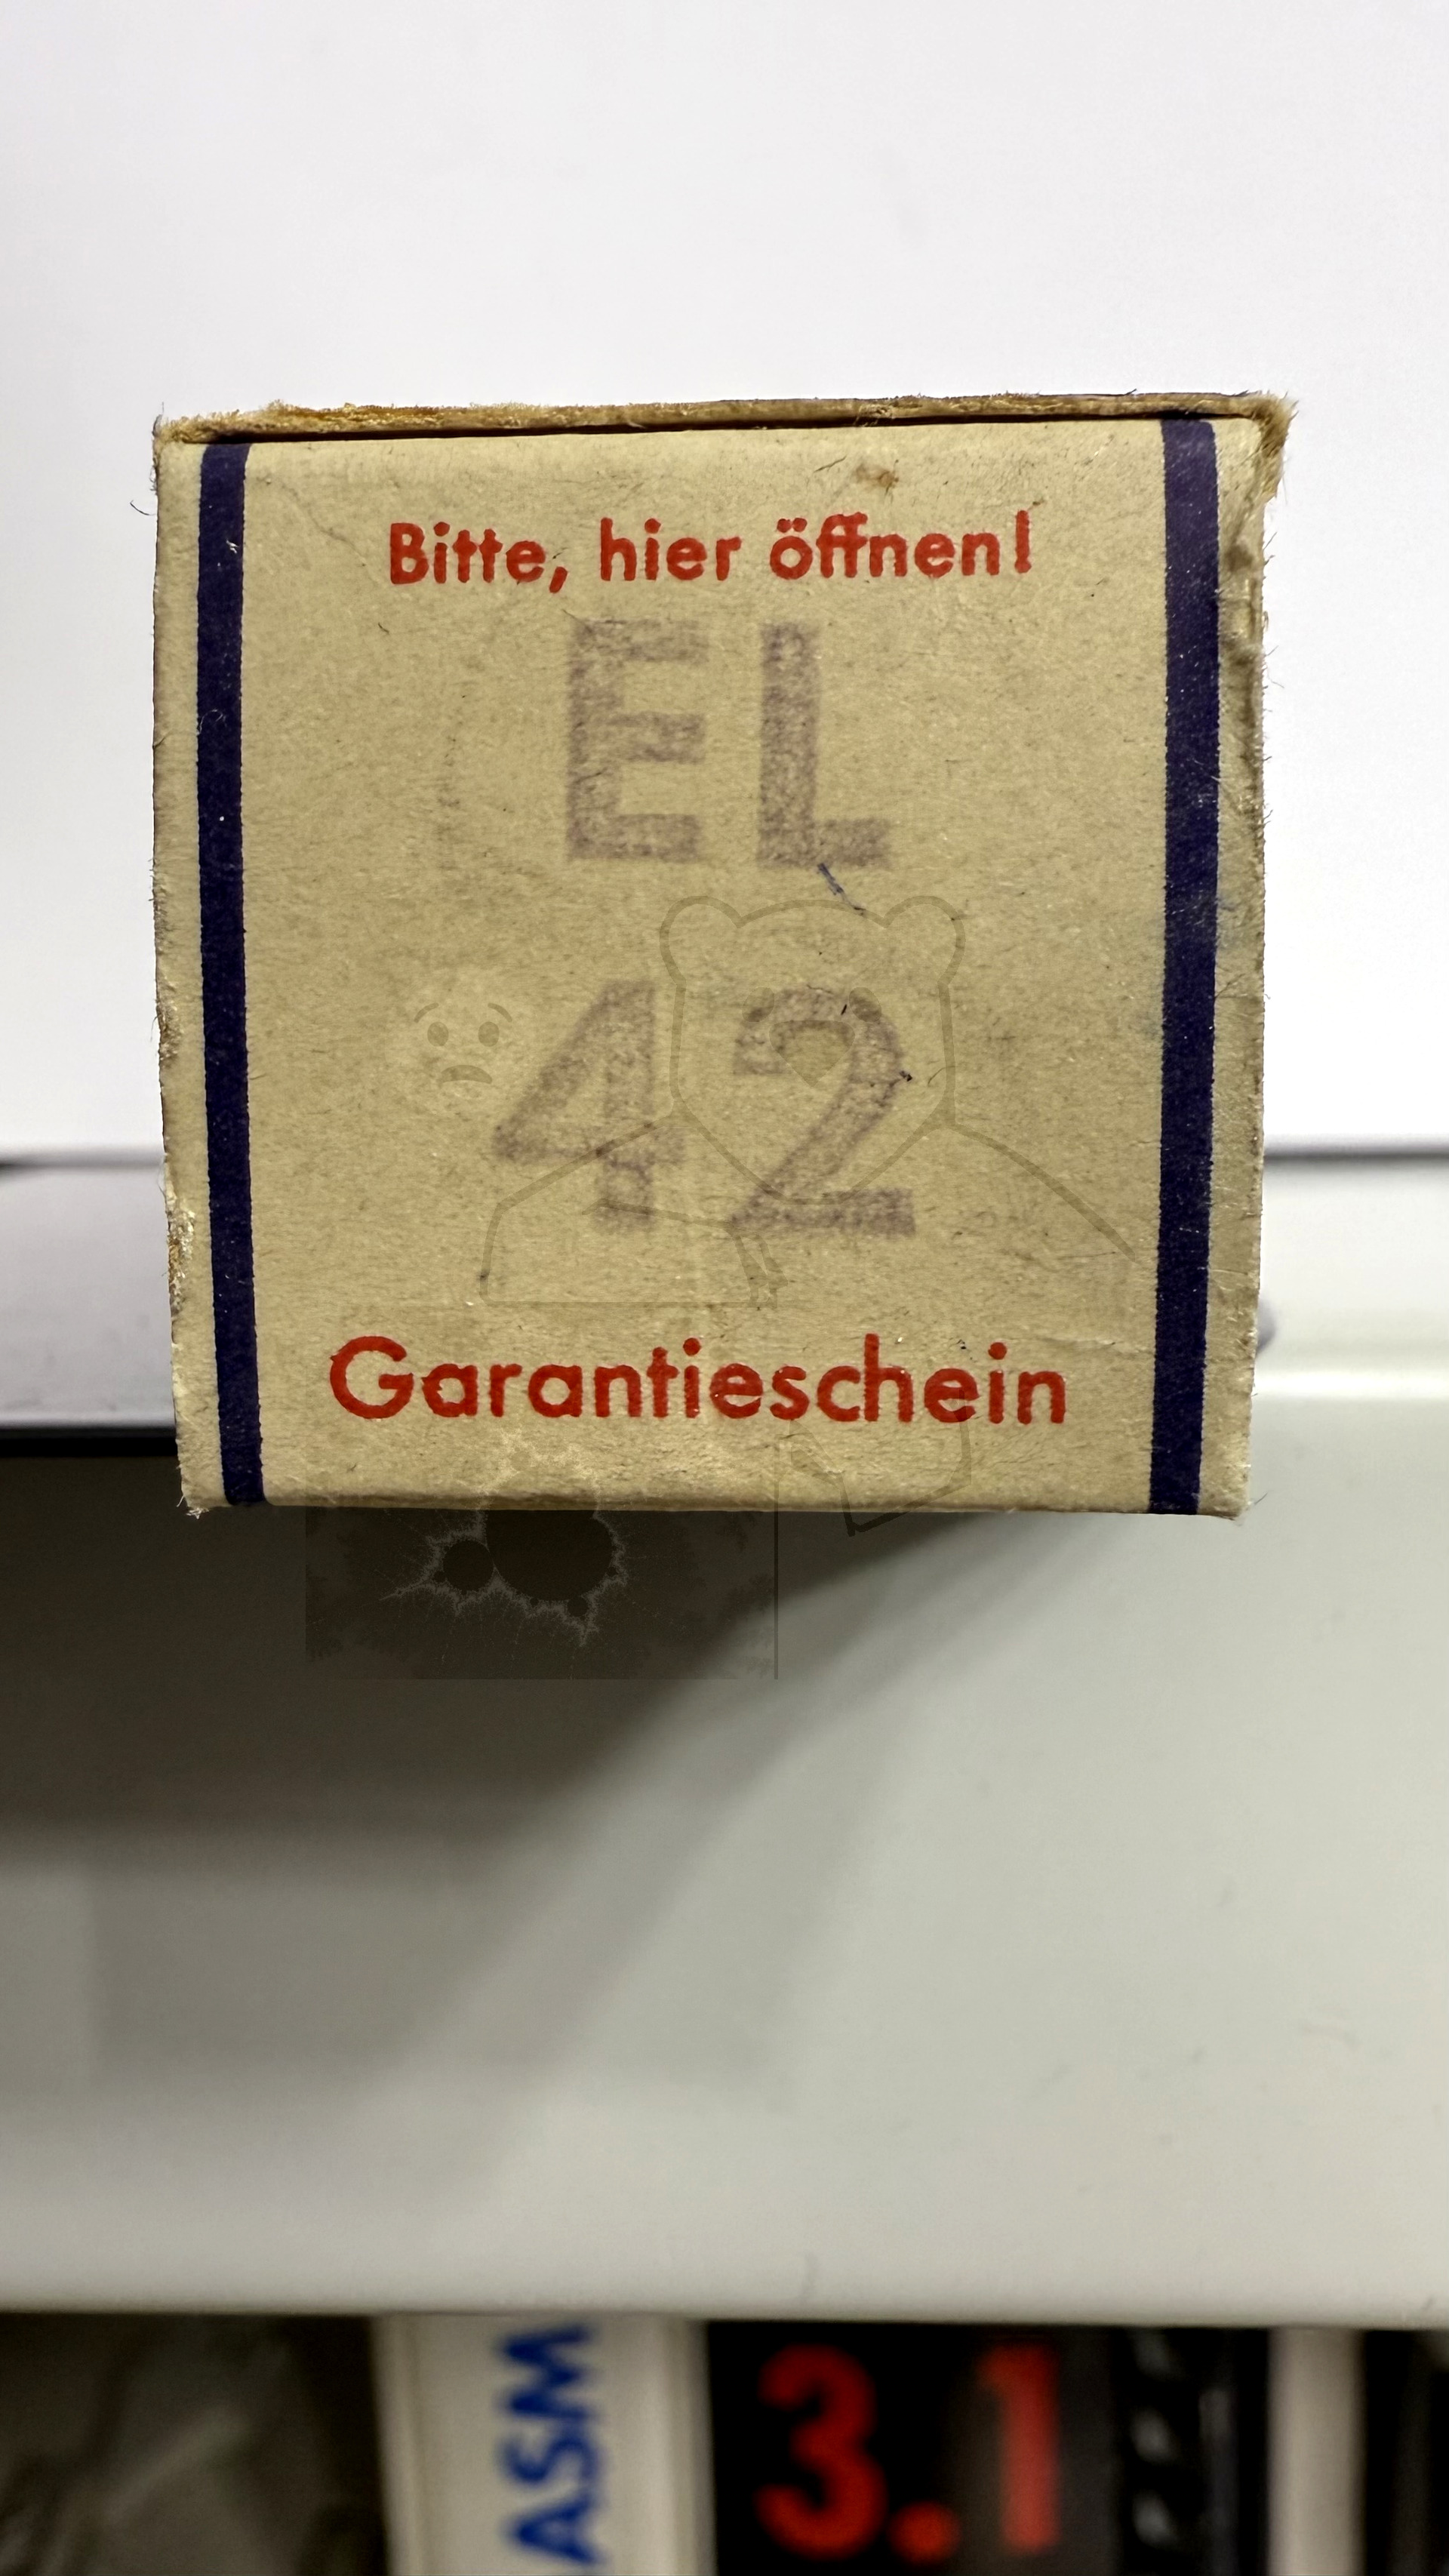 Bitte, hier öffnen!
EL
42
Garantieschein
ASM
3.1